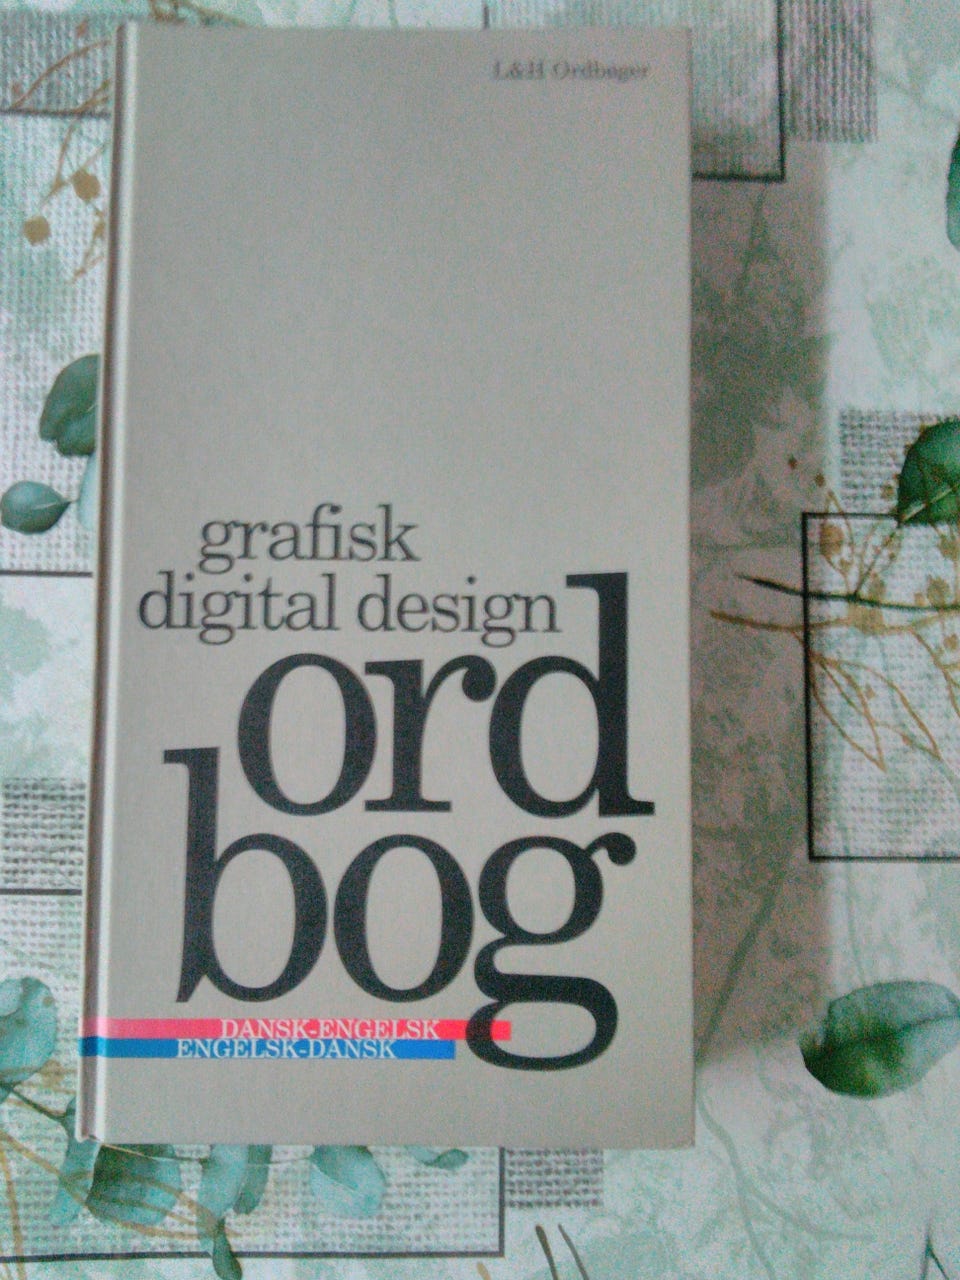 L&H Ordbøger
grafisk
digital design
ord
bog
DANSK-ENGELSK
ENGELSK-DANSK